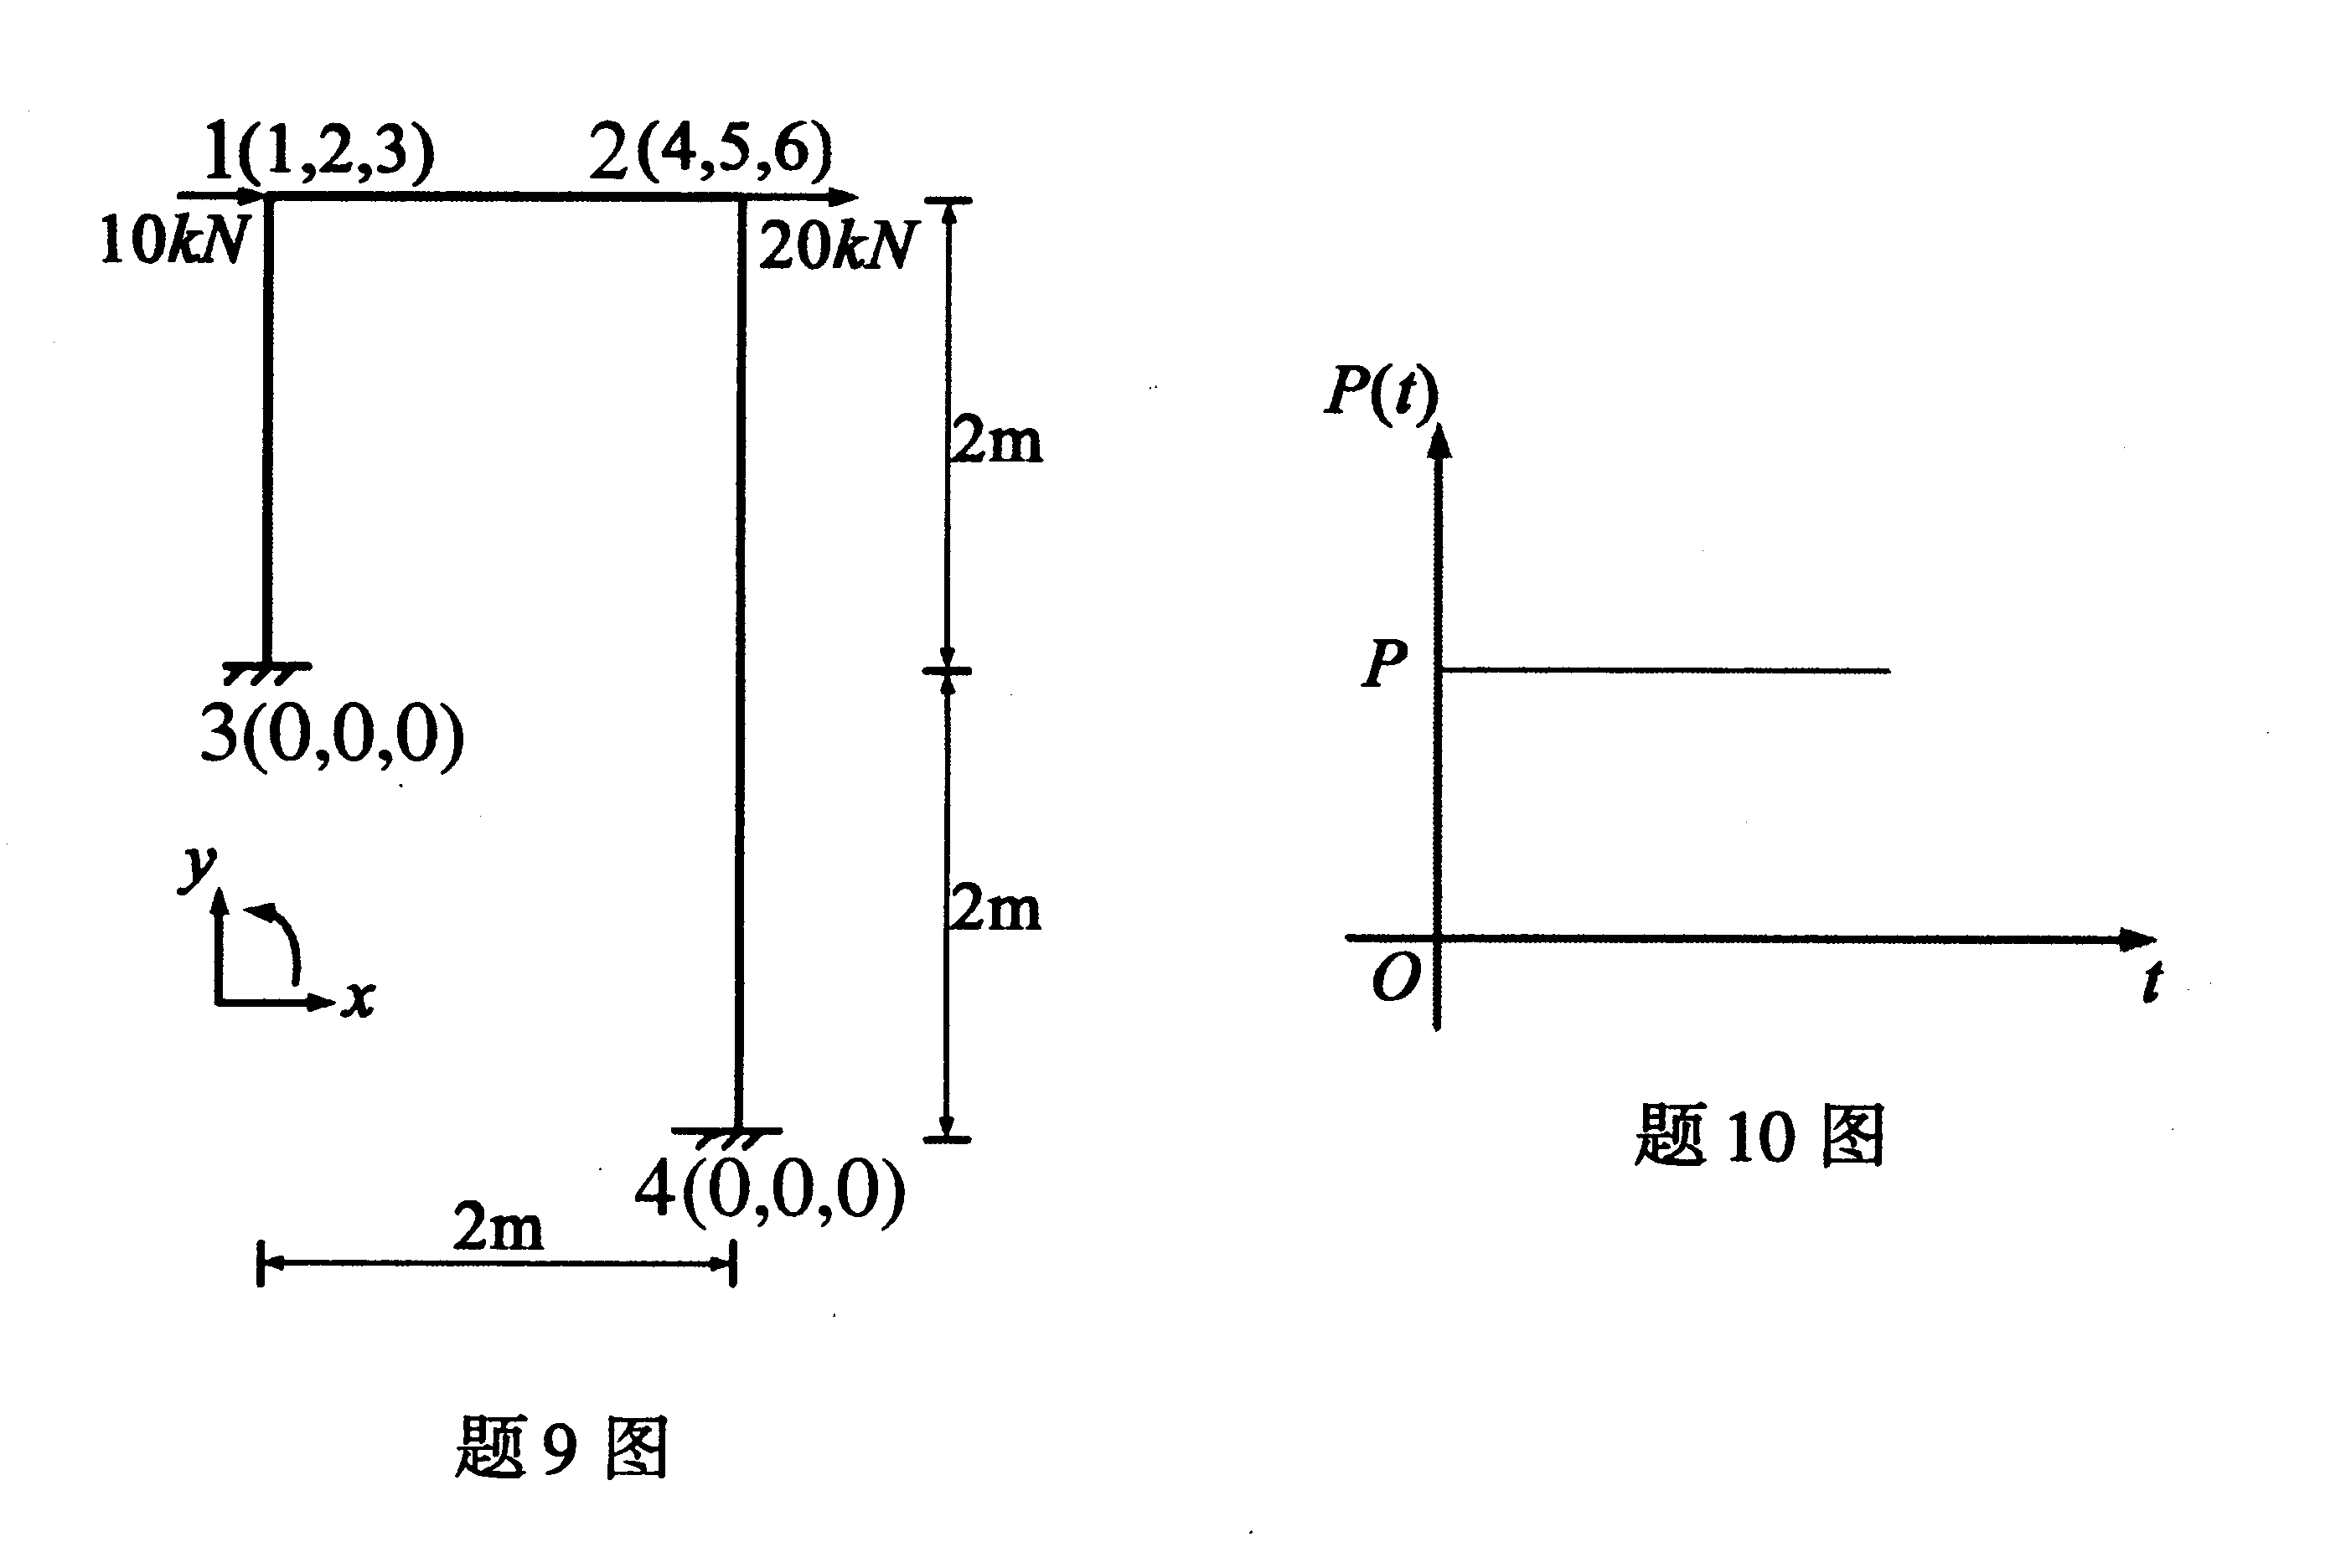 1(1,2,3)
2(4,5,6)
10kN
20kN
2m
3(0,0,0)
y
x
2m
4(0,0,0)
2m
题9 图
P(t)
P
O
t
题10 图